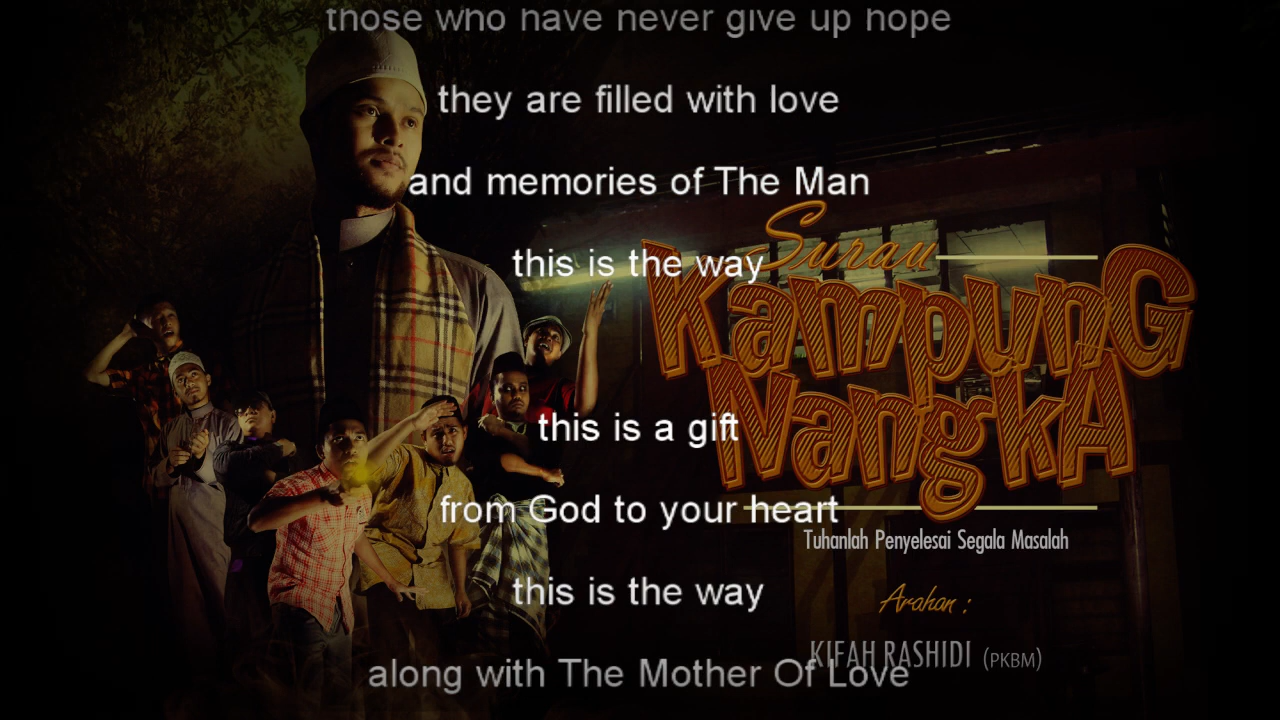 those who have never give up hope
they are filled with love
and memories of The Man
this is the way
this is a gift
from God to your heart
this is the way
along with The Mother Of Love
Surau
KampunG
NangkA
Tuhanlah Penyelesai Segala Masalah
Arahan :
KIFAH RASHIDI (PKBM)